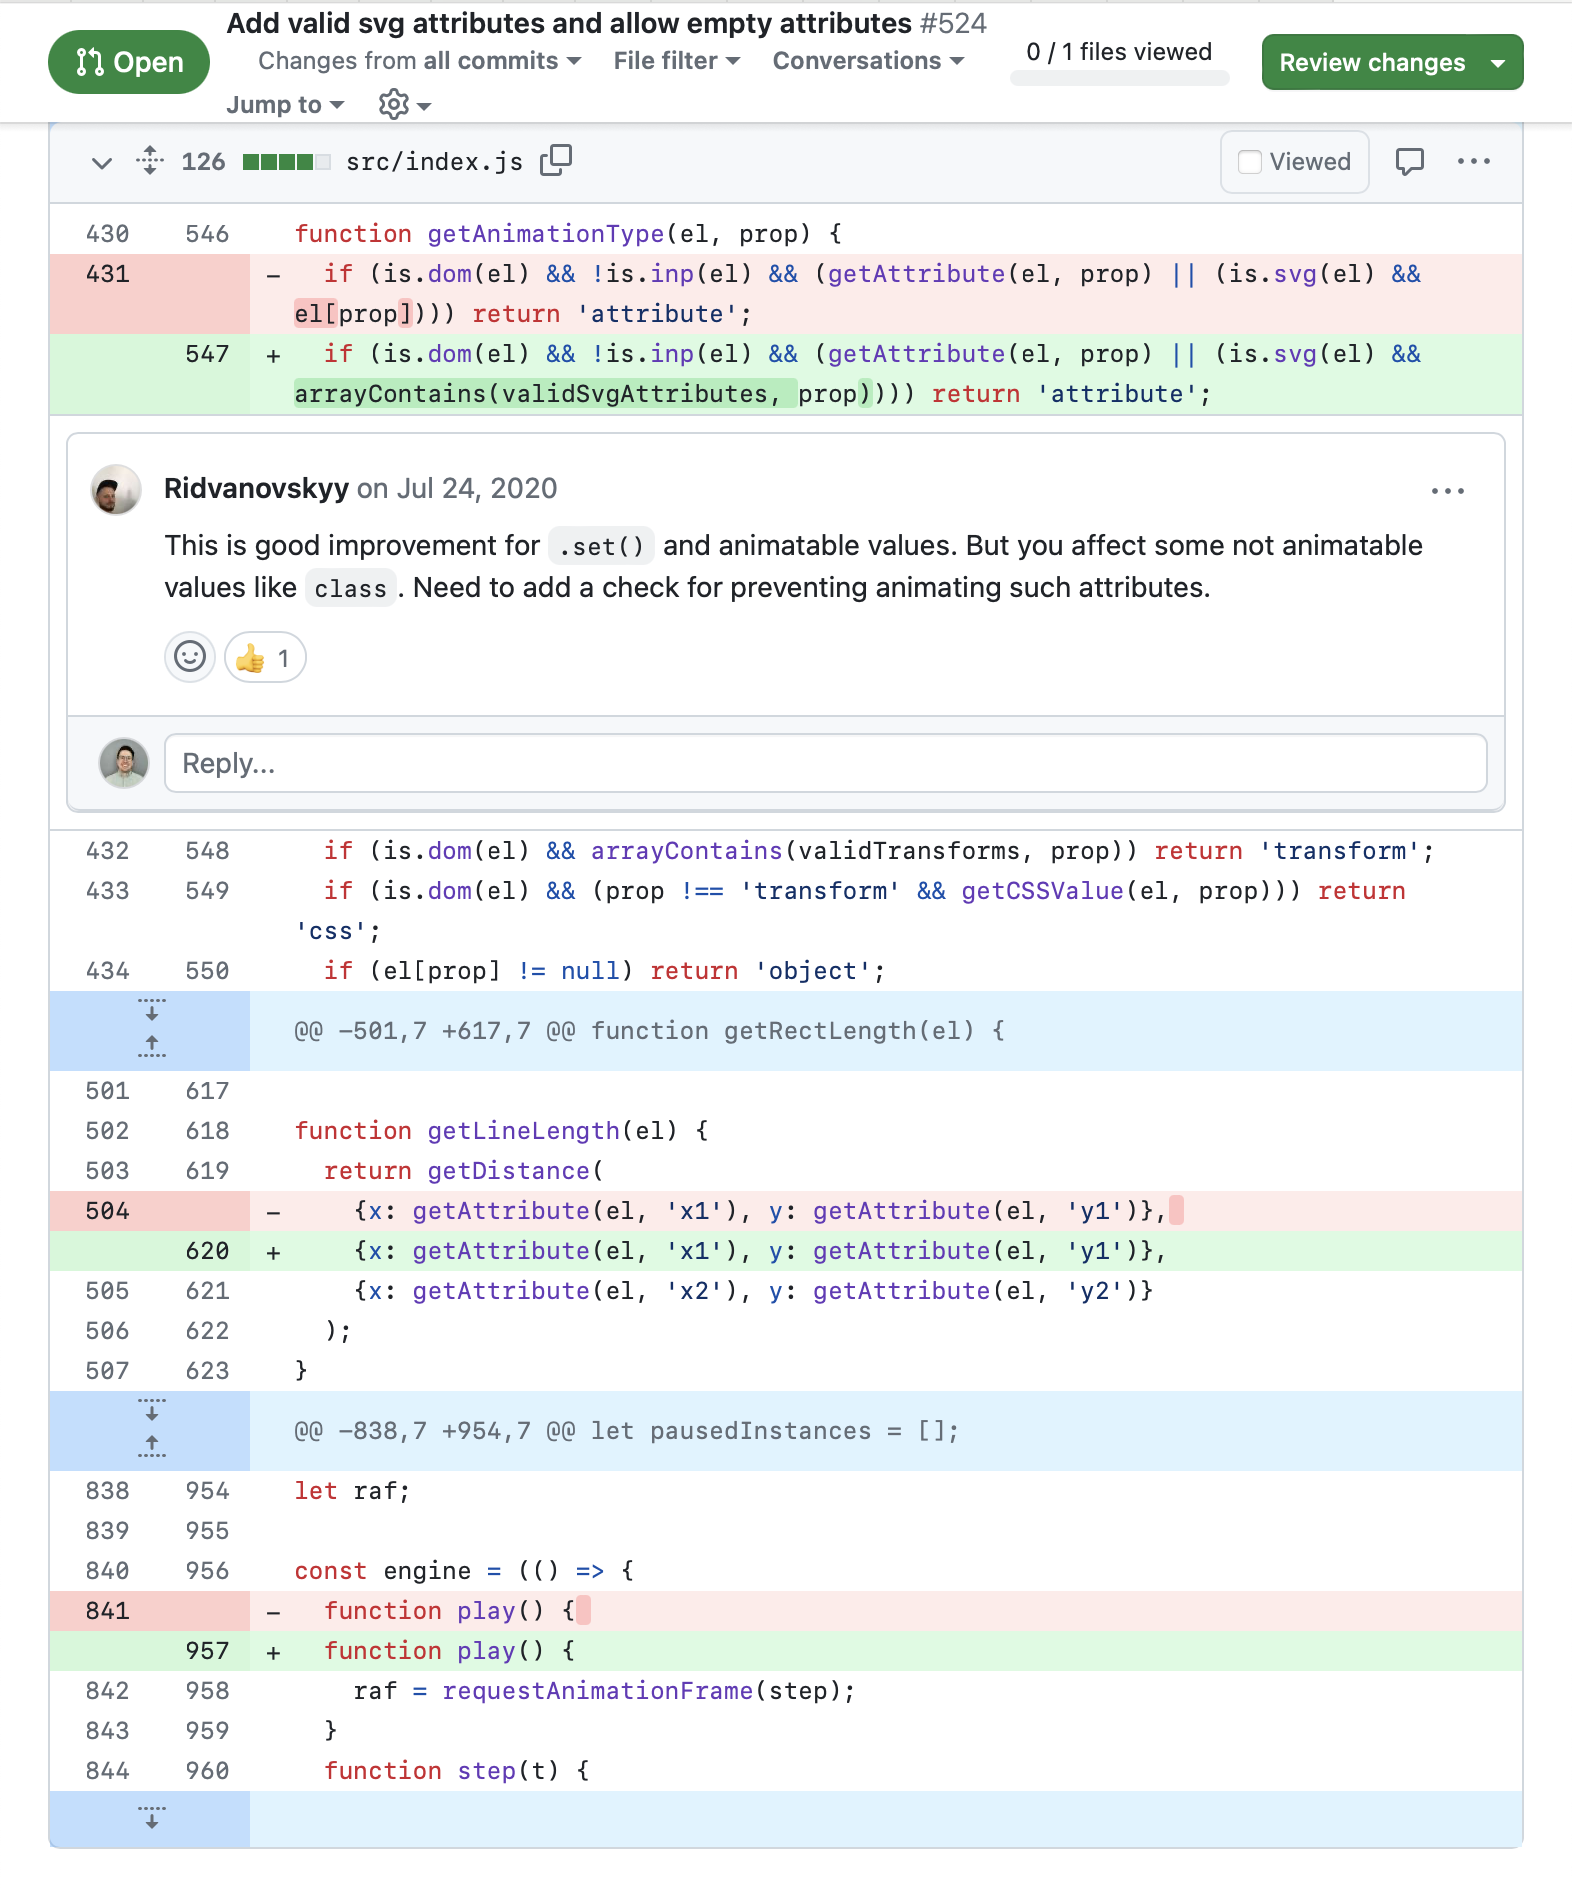 Add valid svg attributes and allow empty attributes #524
Open
Changes from all commits
File filter
Conversations
0 / 1 files viewed
Review changes
Jump to
126 src/index.js
Viewed
430 546 function getAnimationType(el, prop) {
431 - if (is.dom(el) && !is.inp(el) && (getAttribute(el, prop) || (is.svg(el) &&
el[prop]))) return 'attribute';
547 + if (is.dom(el) && !is.inp(el) && (getAttribute(el, prop) || (is.svg(el) &&
arrayContains(validSvgAttributes, prop)))) return 'attribute';
Ridvanovskyy on Jul 24, 2020
This is good improvement for .set() and animatable values. But you affect some not animatable
values like class. Need to add a check for preventing animating such attributes.
👍 1
Reply...
432 548 if (is.dom(el) && arrayContains(validTransforms, prop)) return 'transform';
433 549 if (is.dom(el) && (prop !== 'transform' && getCSSValue(el, prop))) return
'css';
434 550 if (el[prop] != null) return 'object';
@@ -501,7 +617,7 @@ function getRectLength(el) {
501 617
502 618 function getLineLength(el) {
503 619 return getDistance(
504 - {x: getAttribute(el, 'x1'), y: getAttribute(el, 'y1')},
620 + {x: getAttribute(el, 'x1'), y: getAttribute(el, 'y1')},
505 621 {x: getAttribute(el, 'x2'), y: getAttribute(el, 'y2')}
506 622 );
507 623 }
@@ -838,7 +954,7 @@ let pausedInstances = [];
838 954 let raf;
839 955
840 956 const engine = (() => {
841 - function play() {
957 + function play() {
842 958 raf = requestAnimationFrame(step);
843 959 }
844 960 function step(t) {